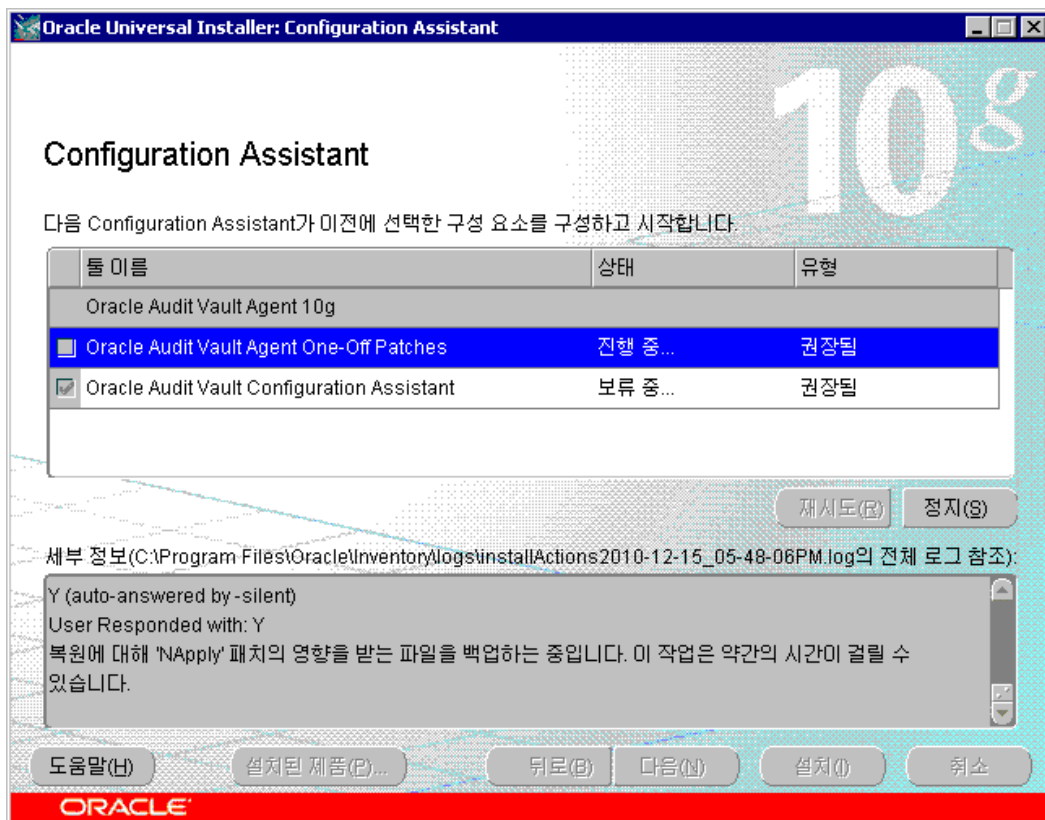 Oracle Universal Installer: Configuration Assistant
10g
Configuration Assistant
다음 Configuration Assistant가 이전에 선택한 구성 요소를 구성하고 시작합니다.
툴 이름 상태 유형
Oracle Audit Vault Agent 10g
Oracle Audit Vault Agent One-Off Patches 진행 중... 권장됨
Oracle Audit Vault Configuration Assistant 보류 중... 권장됨
재시도(R) 정지(S)
세부 정보(C:\Program Files\Oracle\Inventory\logs\installActions2010-12-15_05-48-06PM.log의 전체 로그 참조):
Y (auto-answered by -silent)
User Responded with: Y
복원에 대해 'NApply' 패치의 영향을 받는 파일을 백업하는 중입니다. 이 작업은 약간의 시간이 걸릴 수
있습니다.
도움말(H) 설치된 제품(P)... 뒤로(B) 다음(N) 설치(I) 취소
ORACLE